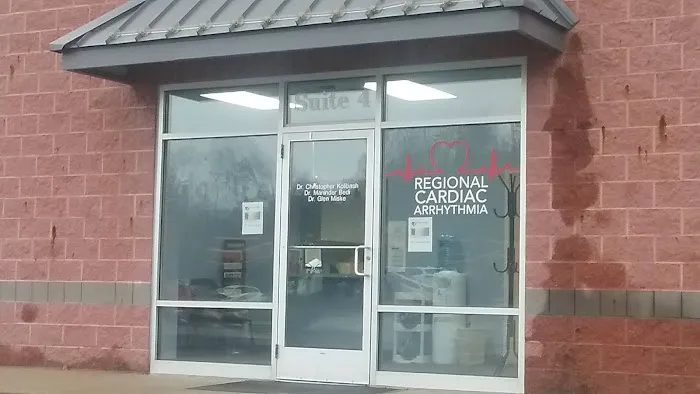 Suite 4
Dr. Christopher Kolibash
Dr. Maninder Bedi
Dr. Glen Miske
REGIONAL
CARDIAC
ARRHYTHMIA